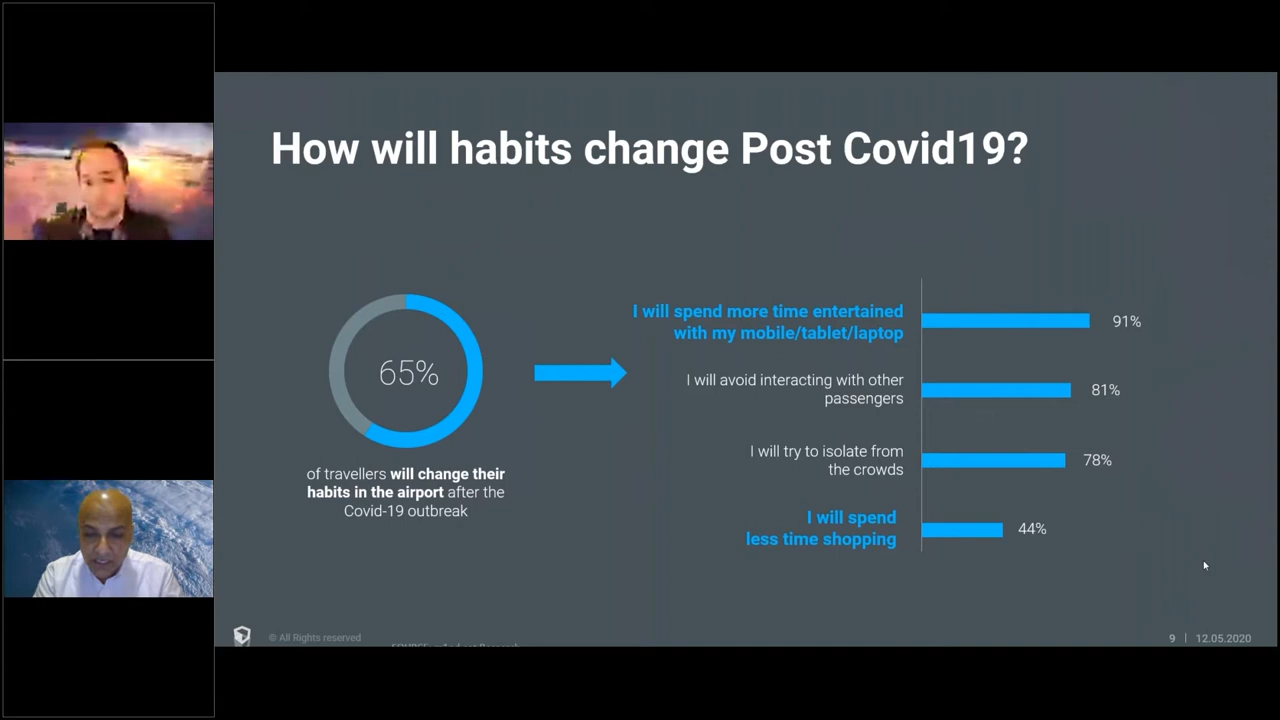 How will habits change Post Covid19?
65%
of travellers will change their
habits in the airport after the
Covid-19 outbreak
I will spend more time entertained
with my mobile/tablet/laptop
91%
I will avoid interacting with other
passengers
81%
I will try to isolate from
the crowds
78%
I will spend
less time shopping
44%
© All Rights reserved
9 | 12.05.2020